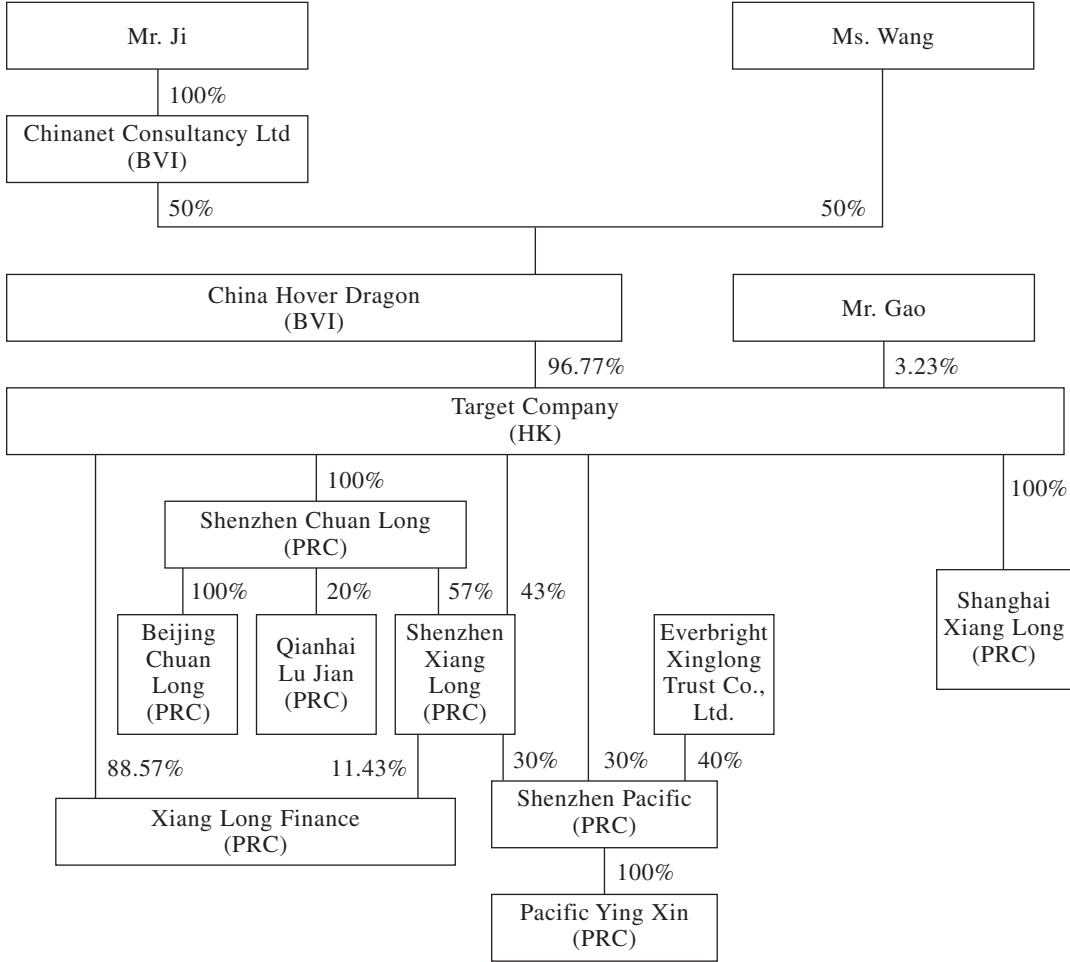 Mr. Ji
Ms. Wang
100%
Chinanet Consultancy Ltd
(BVI)
50%
50%
China Hover Dragon
(BVI)
Mr. Gao
96.77%
3.23%
Target Company
(HK)
100%
100%
Shenzhen Chuan Long
(PRC)
100%
20%
57%
43%
Beijing
Chuan
Long
(PRC)
Qianhai
Lu Jian
(PRC)
Shenzhen
Xiang
Long
(PRC)
Everbright
Xinglong
Trust Co.,
Ltd.
Shanghai
Xiang Long
(PRC)
88.57%
11.43%
30%
30%
40%
Xiang Long Finance
(PRC)
Shenzhen Pacific
(PRC)
100%
Pacific Ying Xin
(PRC)